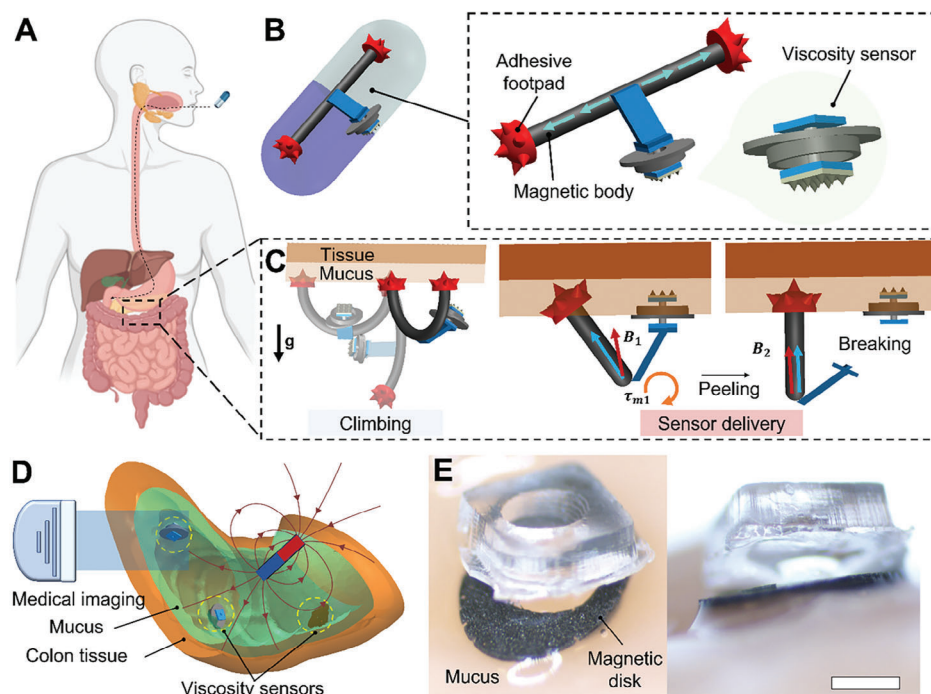 A
B
Adhesive
footpad
Magnetic body
Viscosity sensor
C
Tissue
Mucus
g
Climbing
B₁
τₘ₁
Peeling
B₂
Breaking
Sensor delivery
D
Medical imaging
Mucus
Colon tissue
Viscosity sensors
E
Mucus
Magnetic
disk